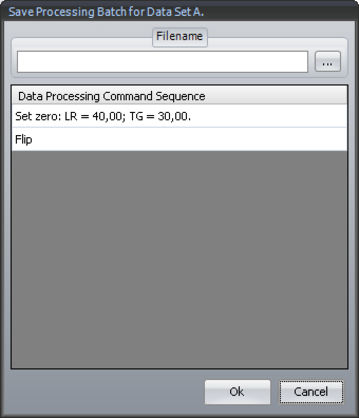 Save Processing Batch for Data Set A.
Filename
...
Data Processing Command Sequence
Set zero: LR = 40,00; TG = 30,00.
Flip
Ok
Cancel